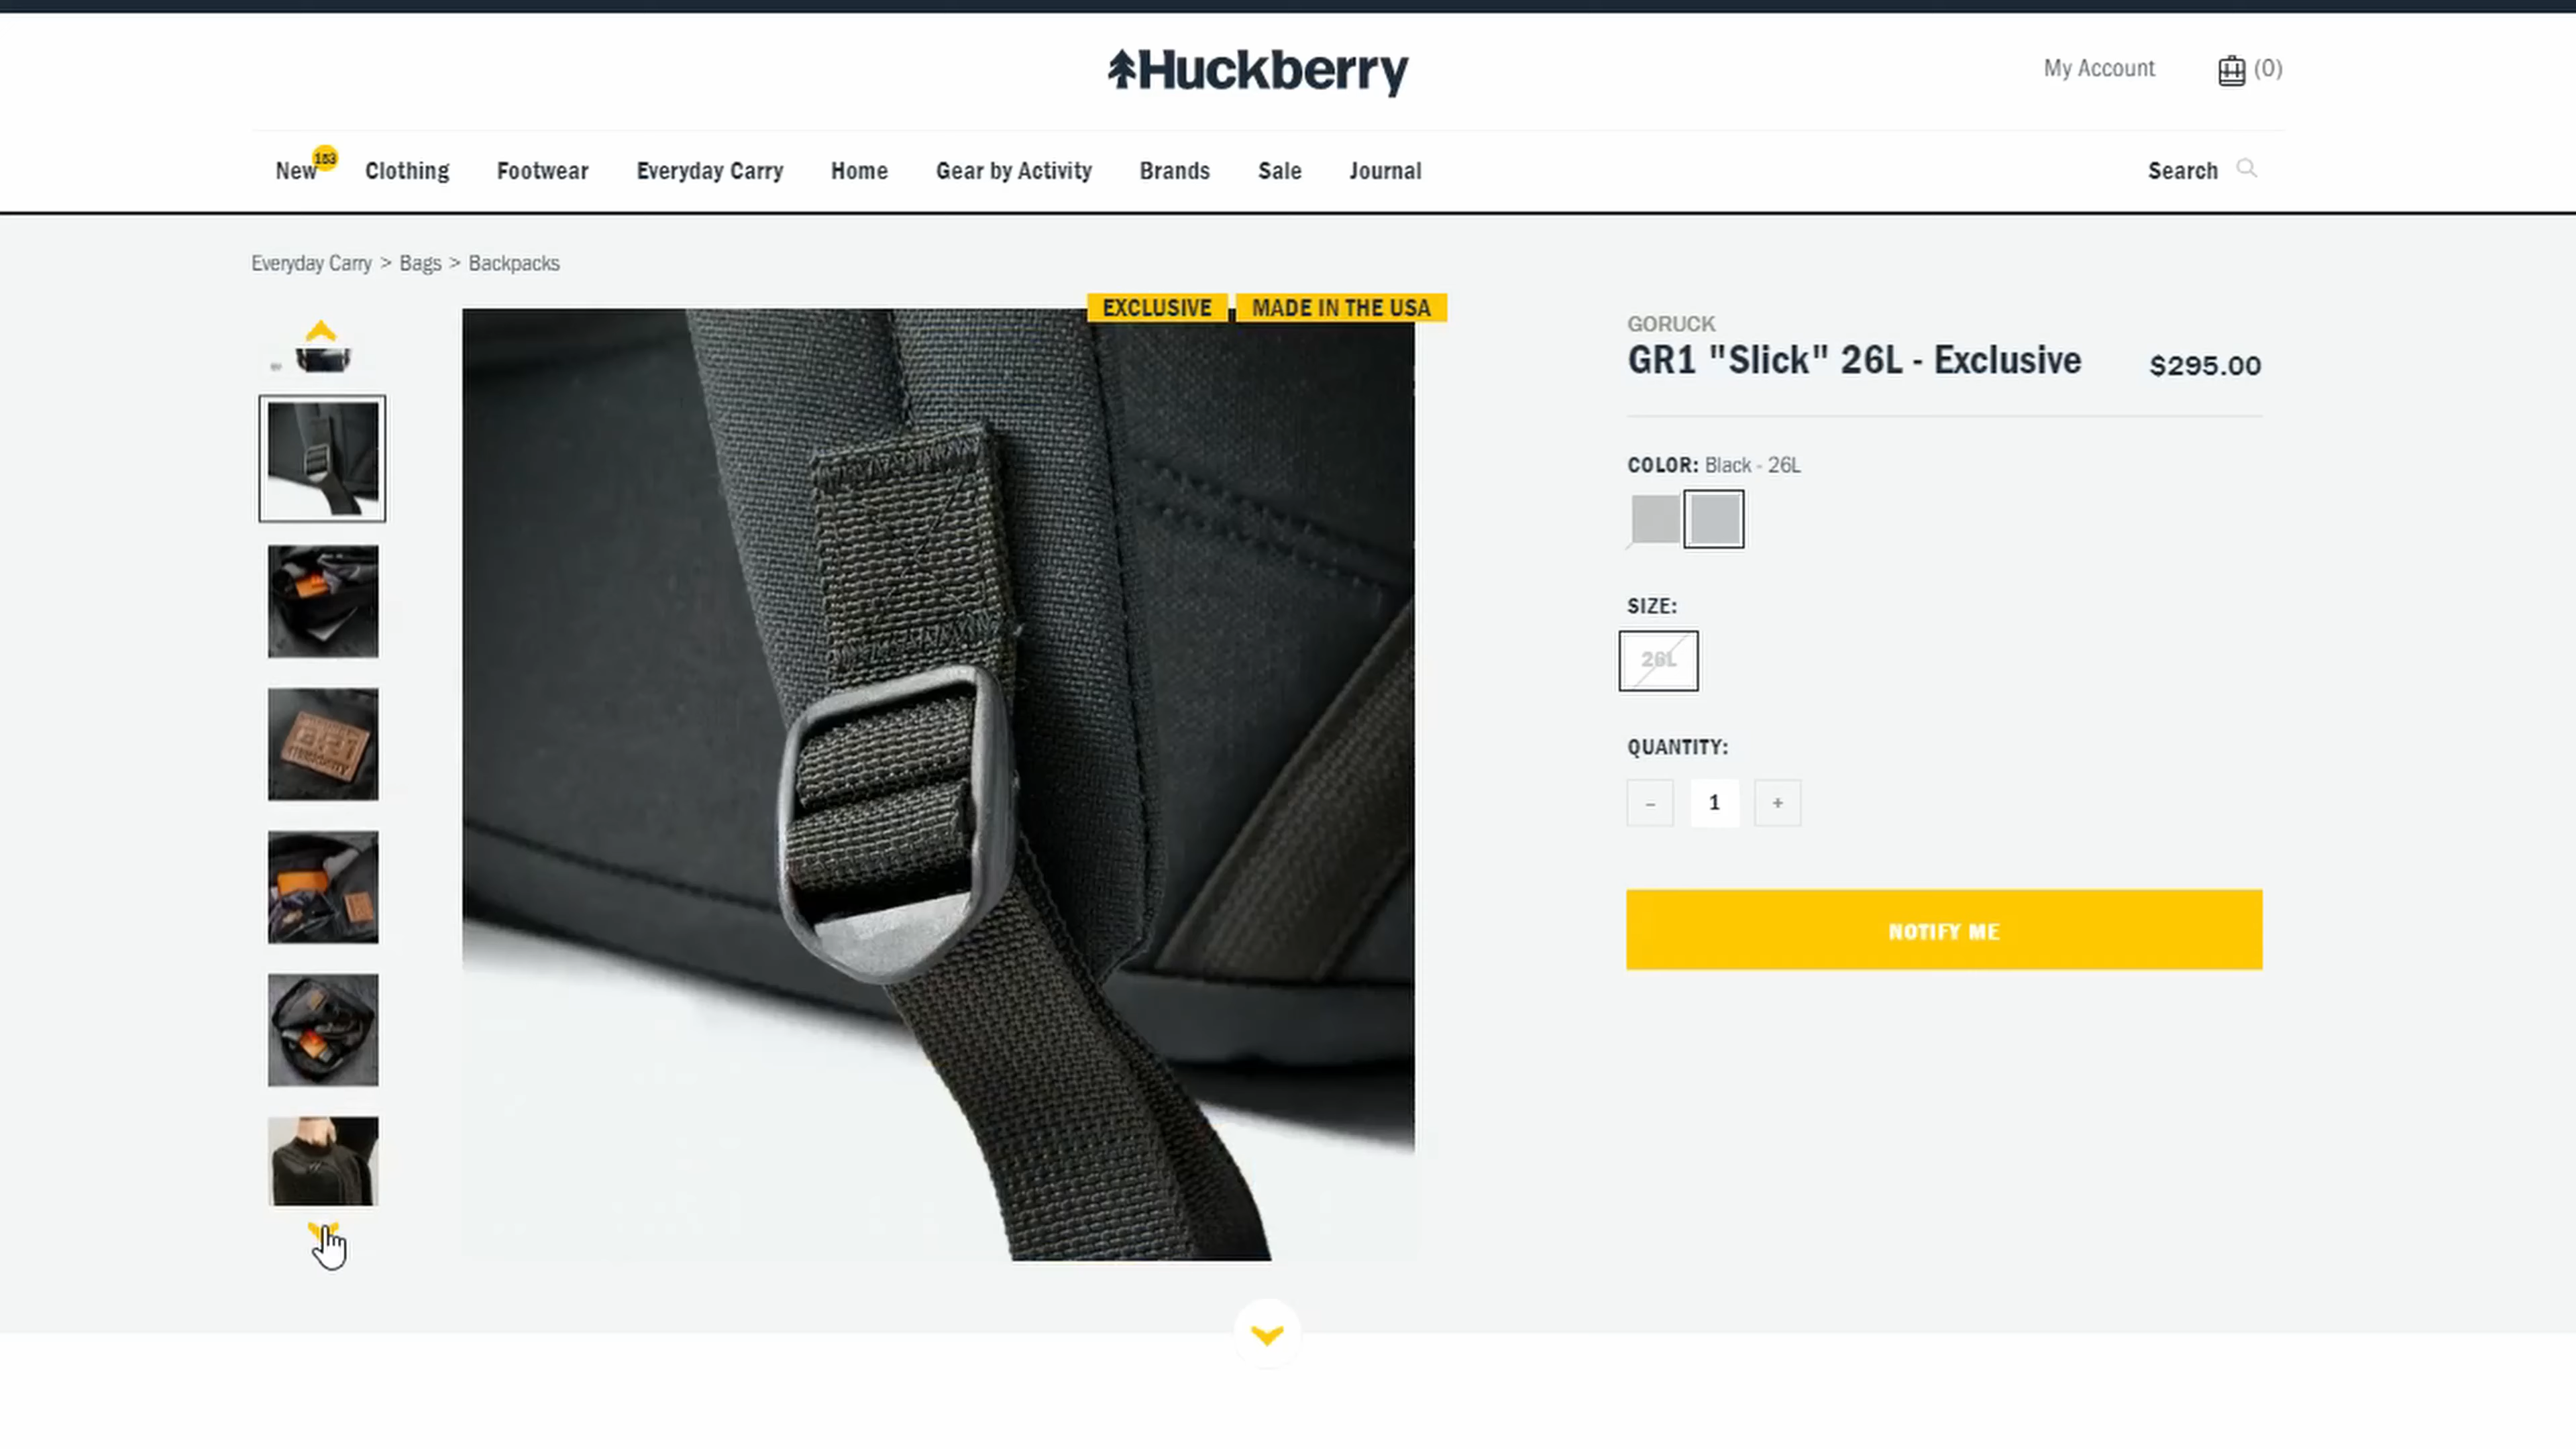 Huckberry
My Account
(0)
New 153 Clothing Footwear Everyday Carry Home Gear by Activity Brands Sale Journal Search
Everyday Carry > Bags > Backpacks
EXCLUSIVE MADE IN THE USA
GORUCK
GR1 "Slick" 26L - Exclusive $295.00
COLOR: Black - 26L
SIZE:
26L
QUANTITY:
- 1 +
NOTIFY ME